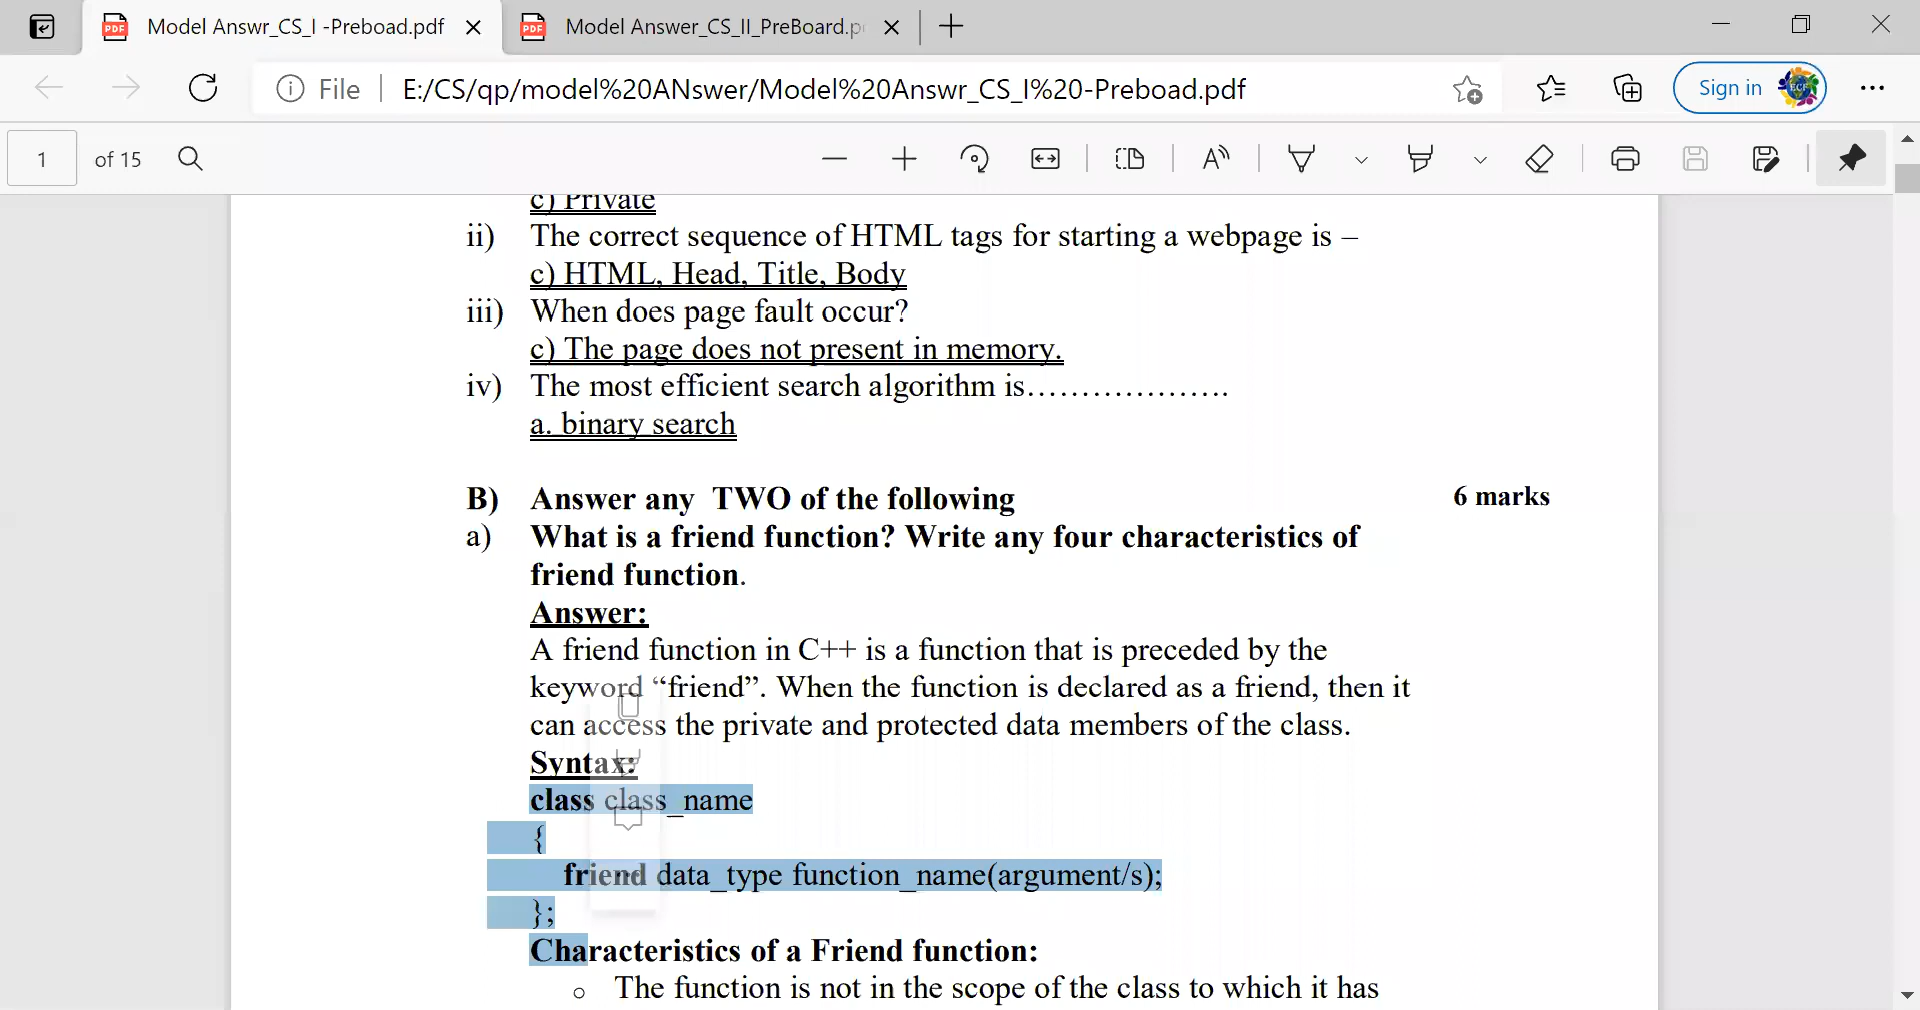 Model Answr_CS_I -Preboad.pdf
Model Answer_CS_II_PreBoard.p
File
E:/CS/qp/model%20ANswer/Model%20Answr_CS_I%20-Preboad.pdf
Sign in
1 of 15
c) Private
ii) The correct sequence of HTML tags for starting a webpage is –
c) HTML, Head, Title, Body
iii) When does page fault occur?
c) The page does not present in memory.
iv) The most efficient search algorithm is………………….
a. binary search
B) Answer any TWO of the following 6 marks
a) What is a friend function? Write any four characteristics of
friend function.
Answer:
A friend function in C++ is a function that is preceded by the
keyword “friend”. When the function is declared as a friend, then it
can access the private and protected data members of the class.
Syntax:
class class_name
{
friend data_type function_name(argument/s);
};
Characteristics of a Friend function:
o The function is not in the scope of the class to which it has